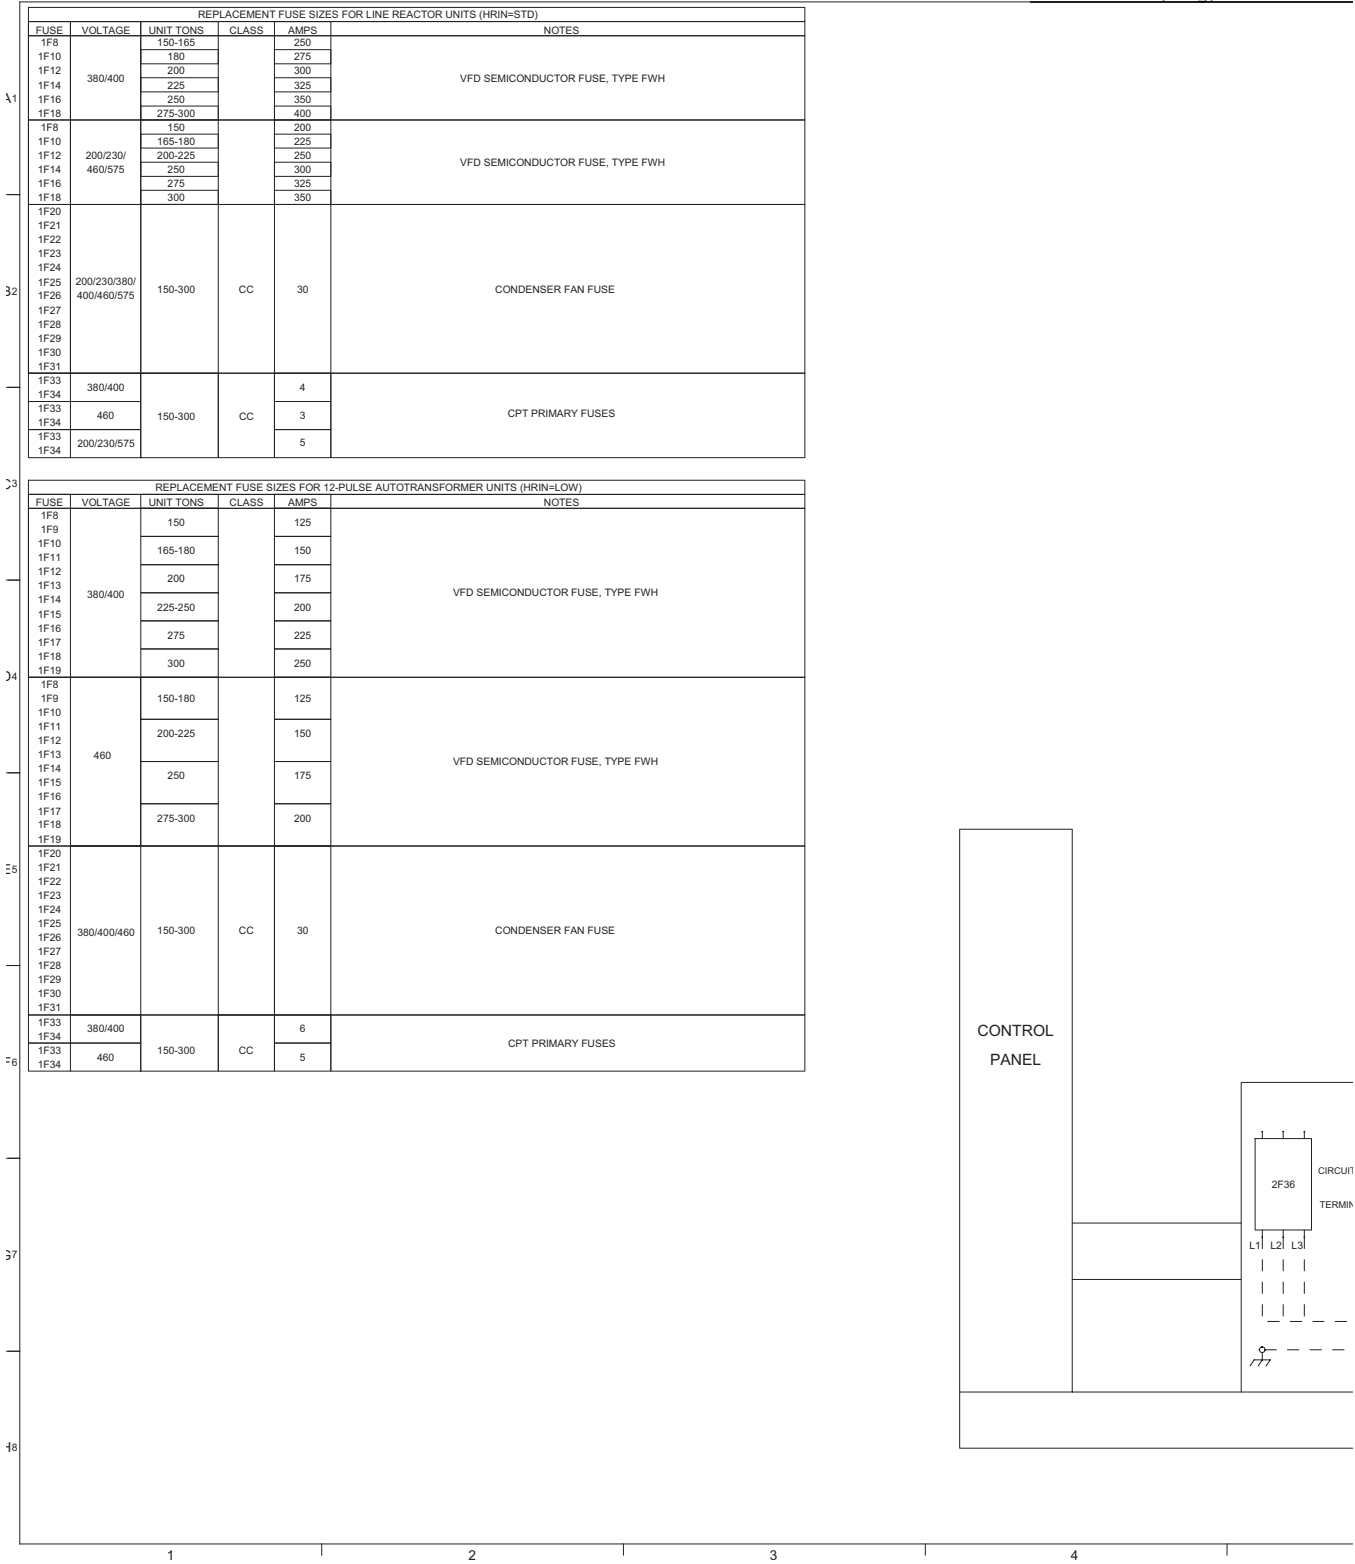 REPLACEMENT FUSE SIZES FOR LINE REACTOR UNITS (HRIN=STD)
FUSE VOLTAGE UNIT TONS CLASS AMPS NOTES
1F8 150-165 250
1F10 180 275
1F12 200 300
380/400 VFD SEMICONDUCTOR FUSE, TYPE FWH
1F14 225 325
1F16 250 350
1F18 275-300 400
1F8 150 200
1F10 165-180 225
1F12 200/230/ 200-225 250
VFD SEMICONDUCTOR FUSE, TYPE FWH
1F14 460/575 250 300
1F16 275 325
1F18 300 350
1F20
1F21
1F22
1F23
1F24
1F25 200/230/380/
150-300 CC 30 CONDENSER FAN FUSE
1F26 400/460/575
1F27
1F28
1F29
1F30
1F31
1F33
380/400 4
1F34
1F33
460 150-300 CC 3 CPT PRIMARY FUSES
1F34
1F33
200/230/575 5
1F34
REPLACEMENT FUSE SIZES FOR 12-PULSE AUTOTRANSFORMER UNITS (HRIN=LOW)
FUSE VOLTAGE UNIT TONS CLASS AMPS NOTES
1F8
150 125
1F9
1F10
165-180 150
1F11
1F12
200 175
1F13
380/400 VFD SEMICONDUCTOR FUSE, TYPE FWH
1F14
225-250 200
1F15
1F16
275 225
1F17
1F18
300 250
1F19
1F8
1F9 150-180 125
1F10
1F11
200-225 150
1F12
1F13 460
VFD SEMICONDUCTOR FUSE, TYPE FWH
1F14
250 175
1F15
1F16
1F17
275-300 200
1F18
1F19
1F20
1F21
1F22
1F23
1F24
1F25
380/400/460 150-300 CC 30 CONDENSER FAN FUSE
1F26
1F27
1F28
1F29
1F30
1F31
1F33
380/400 6
1F34
150-300 CC CPT PRIMARY FUSES
1F33
460 5
1F34
CONTROL
PANEL
2F36
CIRCUIT
TERMIN
L1 L2 L3
1 2 3 4